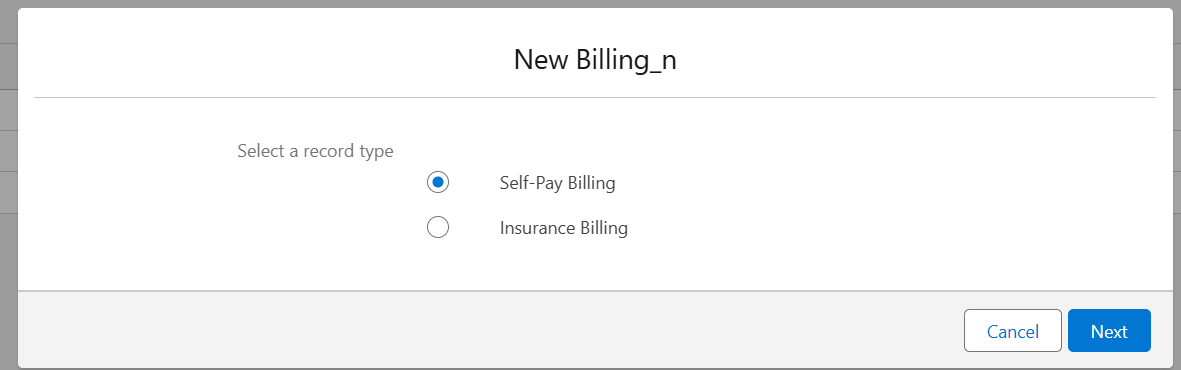 New Billing_n
Select a record type
Self-Pay Billing
Insurance Billing
Cancel
Next